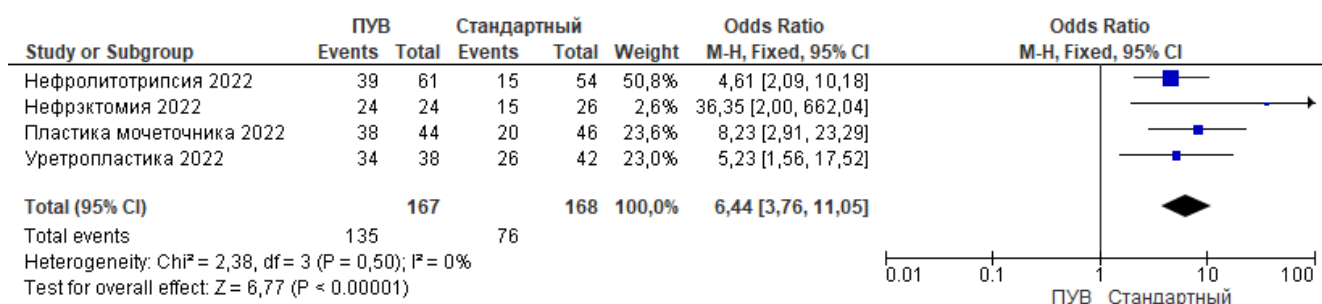 ПУВ Стандартный Odds Ratio Odds Ratio
Study or Subgroup Events Total Events Total Weight M-H, Fixed, 95% CI M-H, Fixed, 95% CI
Нефролитотрипсия 2022 39 61 15 54 50,8% 4,61 [2,09, 10,18]
Нефрэктомия 2022 24 24 15 26 2,6% 36,35 [2,00, 662,04]
Пластика мочеточника 2022 38 44 20 46 23,6% 8,23 [2,91, 23,29]
Уретропластика 2022 34 38 26 42 23,0% 5,23 [1,56, 17,52]
Total (95% CI) 167 168 100,0% 6,44 [3,76, 11,05]
Total events 135 76
Heterogeneity: Chi² = 2,38, df = 3 (P = 0,50); I² = 0%
Test for overall effect: Z = 6,77 (P < 0.00001)
0.01 0.1 1 10 100
ПУВ Стандартный